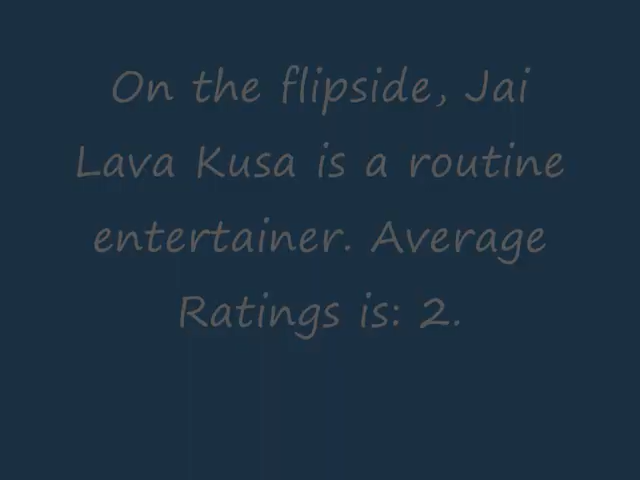 On the flipside, Jai
Lava Kusa is a routine
entertainer. Average
Ratings is: 2.